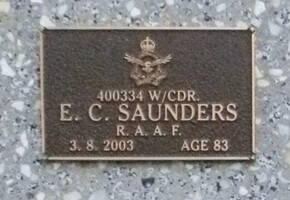 400334 W/CDR.
E. C. SAUNDERS
R. A. A. F.
3. 8. 2003 AGE 83